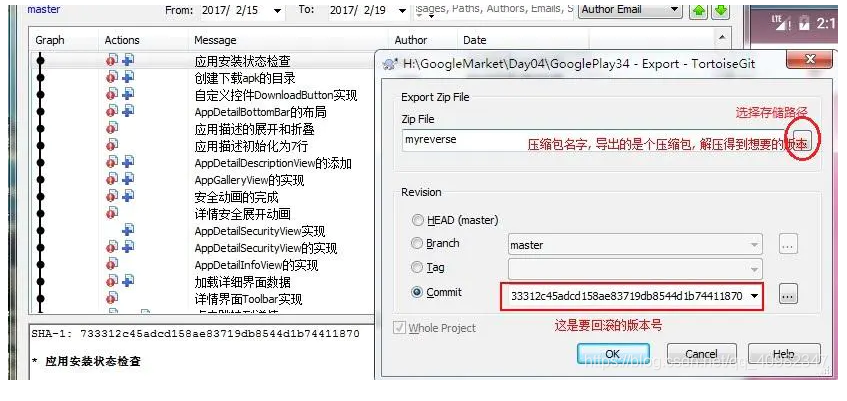 master
From: 2017/ 2/15
To: 2017/ 2/19
sages, Paths, Authors, Emails, S
Author Email
LTE
2:1
Graph Actions Message Author Date
应用安装状态检查
创建下载apk的目录
自定义控件DownloadButton实现
AppDetailBottomBar的布局
应用描述的展开和折叠
应用描述初始化为7行
AppDetailDescriptionView的添加
AppGalleryView的实现
安全动画的完成
详情安全展开动画
AppDetailSecurityView实现
AppDetailSecurityView的实现
AppDetailInfoView的实现
加载详细界面数据
详情界面Toolbar实现
SHA-1: 733312c45adcd158ae83719db8544d1b74411870
* 应用安装状态检查
H:\GoogleMarket\Day04\GooglePlay34 - Export - TortoiseGit
Export Zip File
选择存储路径
Zip File
myreverse
压缩包名字, 导出的是个压缩包, 解压得到想要的版本
Revision
HEAD (master)
Branch
master
...
Tag
Commit
33312c45adcd158ae83719db8544d1b74411870
...
这是要回滚的版本号
Whole Project
OK
Cancel
Help